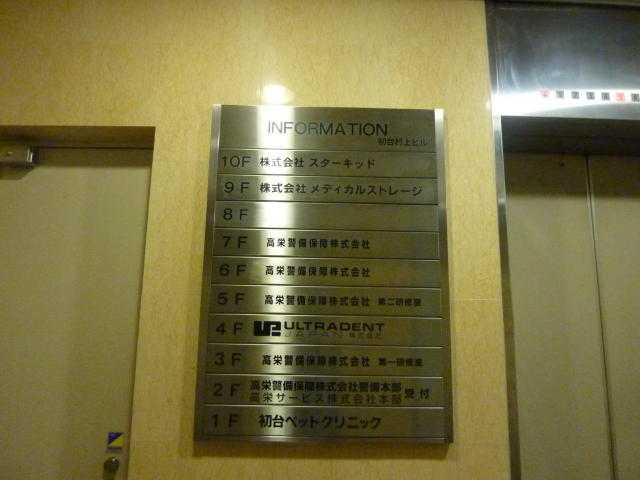 INFORMATION
初台村上ビル
10F 株式会社 スターキッド
9F 株式会社 メディカルストレージ
8F
7F 高栄警備保障株式会社
6F 高栄警備保障株式会社
5F 高栄警備保障株式会社 第二研修室
4F ULTRADENT
JAPAN 株式会社
3F 高栄警備保障株式会社 第一研修室
2F 高栄警備保障株式会社警備本部 受付
高栄サービス株式会社本部
1F 初台ペットクリニック